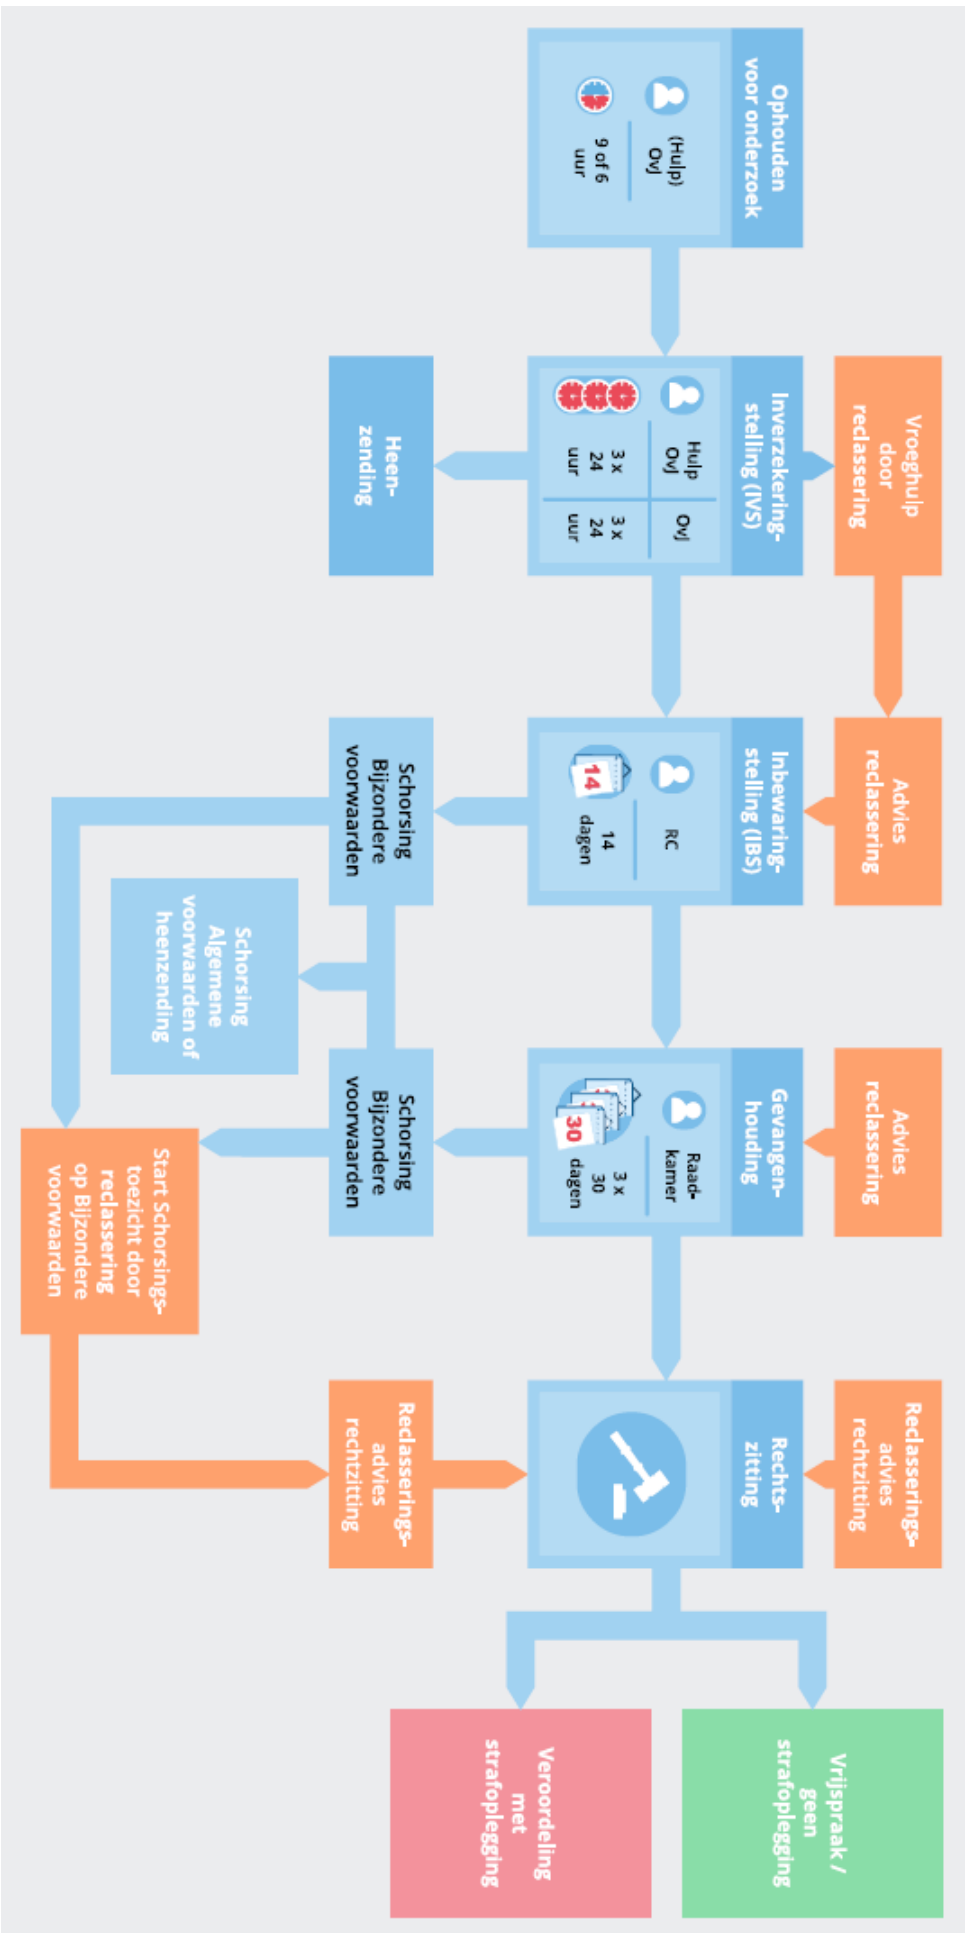 Vroeghulp
door
reclassering
Advies
reclassering
Advies
reclassering
Reclasserings-
advies
rechtzitting
Vrijspraak /
geen
strafoplegging
Ophouden
voor onderzoek
(Hulp)
OvJ
9 of 6
uur
Inverzekering-
stelling (IVS)
Hulp
OvJ
OvJ
3 x
24
uur
3 x
24
uur
Inbewaring-
stelling (IBS)
RC
14
14
dagen
Gevangen-
houding
Raad-
kamer
30
3 x
30
dagen
Rechts-
zitting
Veroordeling
met
strafoplegging
Heen-
zending
Schorsing
Bijzondere
voorwaarden
Schorsing
Bijzondere
voorwaarden
Reclasserings-
advies
rechtzitting
Schorsing
Algemene
voorwaarden of
heenzending
Start Schorsings-
toezicht door
reclassering
op Bijzondere
voorwaarden